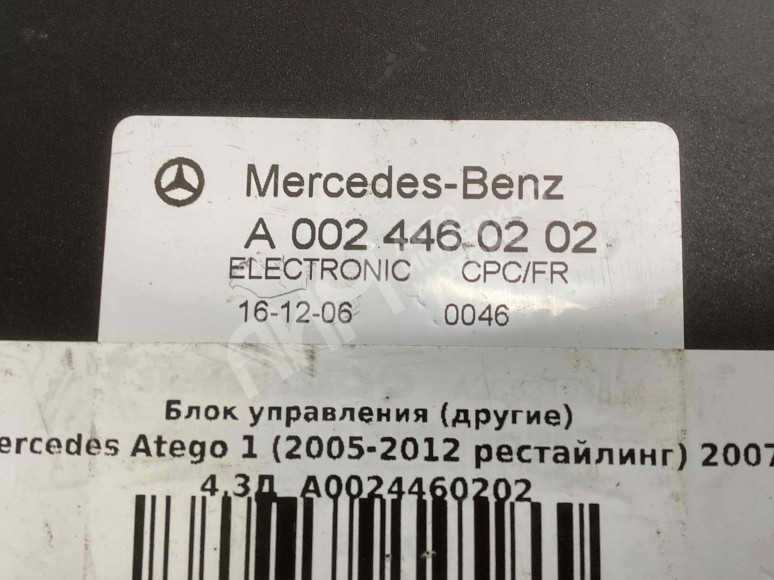 Mercedes-Benz
A 002 446 02 02
ELECTRONIC CPC/FR
16-12-06 0046
Блок управления (другие)
ercedes Atego 1 (2005-2012 рестайлинг) 2007
4,3Д A0024460202